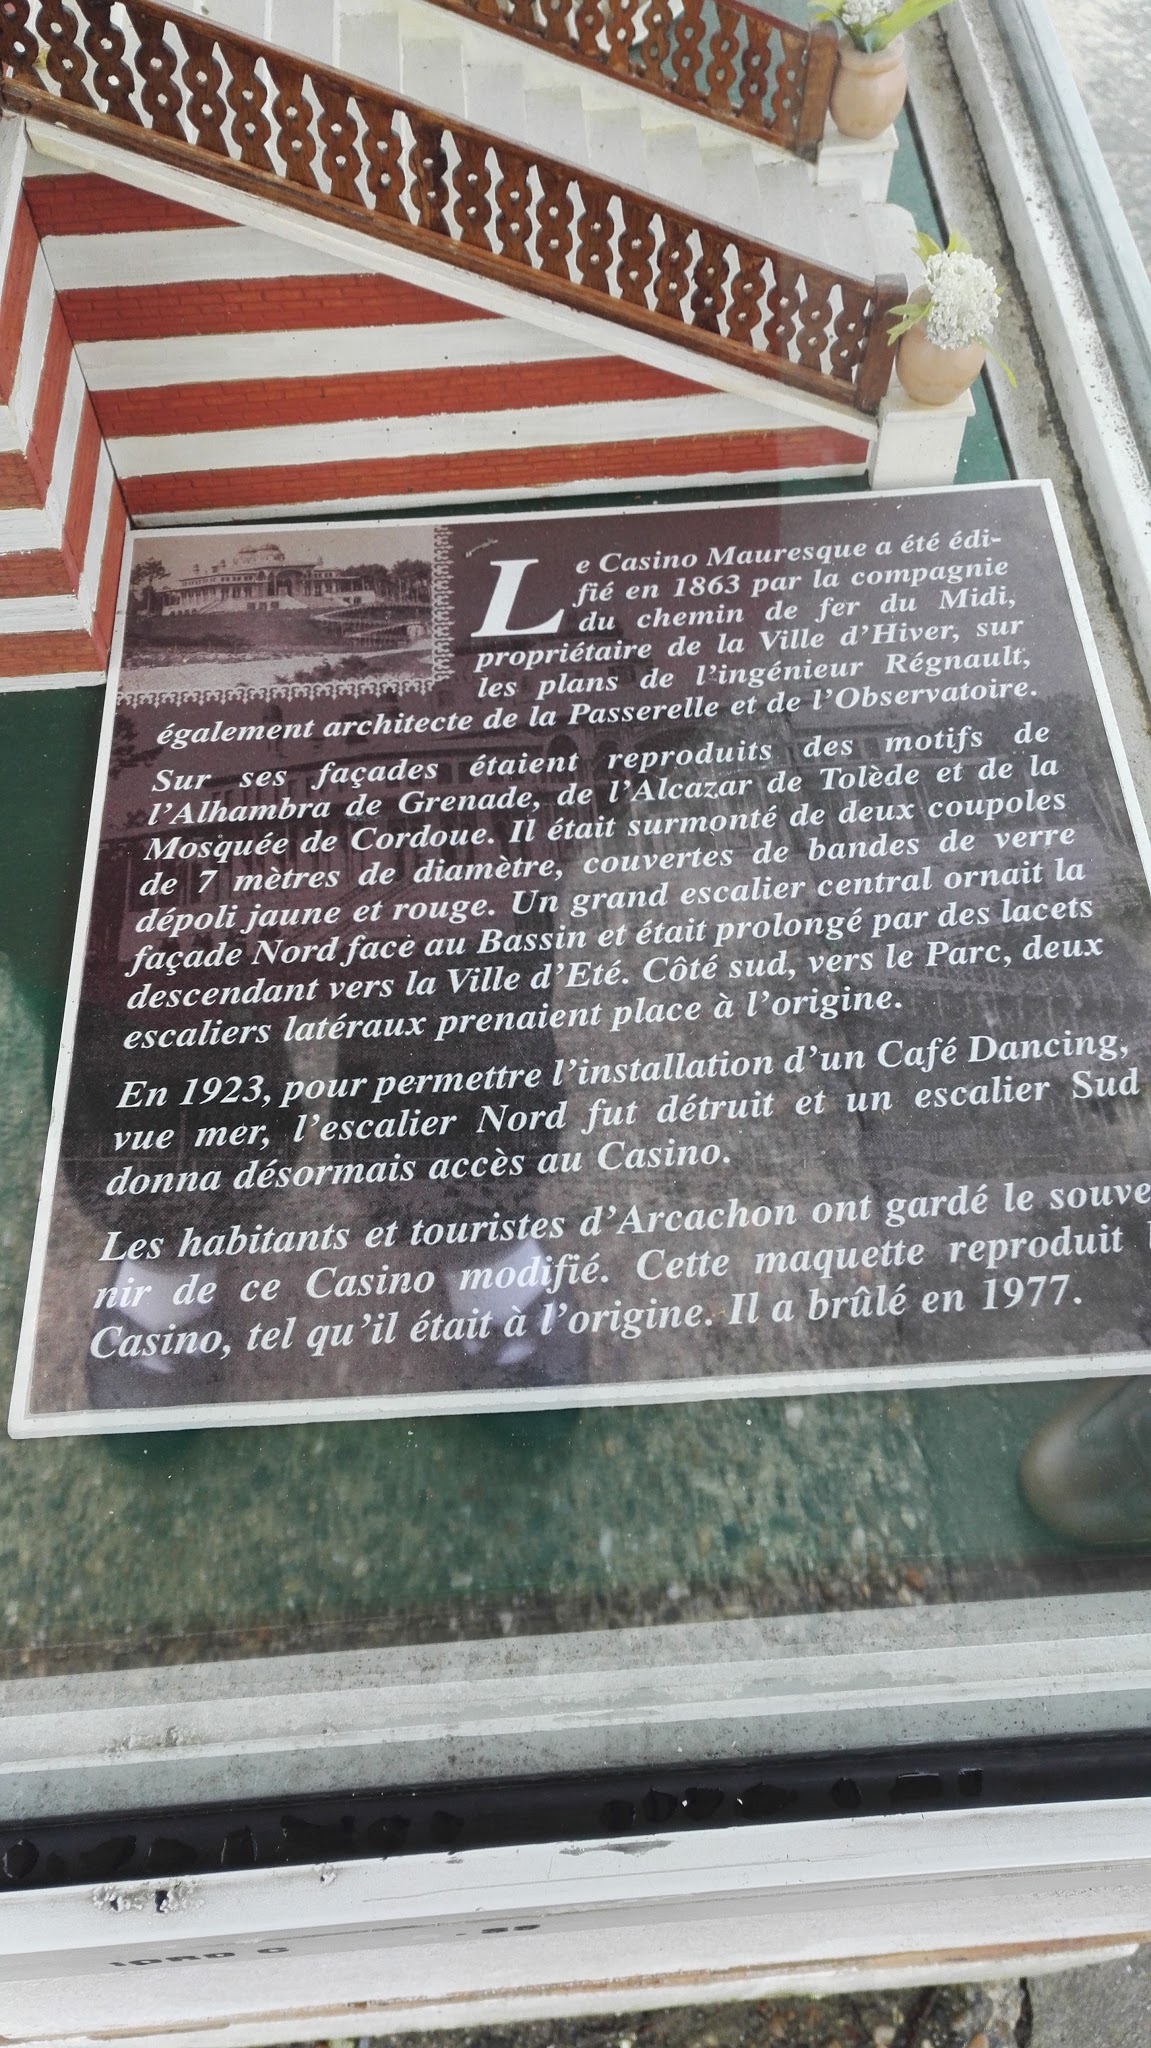 Le Casino Mauresque a été édi-
fié en 1863 par la compagnie
du chemin de fer du Midi,
propriétaire de la Ville d'Hiver, sur
les plans de l'ingénieur Régnault,
également architecte de la Passerelle et de l'Observatoire.
Sur ses façades étaient reproduits des motifs de
l'Alhambra de Grenade, de l'Alcazar de Tolède et de la
Mosquée de Cordoue. Il était surmonté de deux coupoles
de 7 mètres de diamètre, couvertes de bandes de verre
dépoli jaune et rouge. Un grand escalier central ornait la
façade Nord face au Bassin et était prolongé par des lacets
descendant vers la Ville d'Eté. Côté sud, vers le Parc, deux
escaliers latéraux prenaient place à l'origine.
En 1923, pour permettre l'installation d'un Café Dancing,
vue mer, l'escalier Nord fut détruit et un escalier Sud
donna désormais accès au Casino.
Les habitants et touristes d'Arcachon ont gardé le souve
nir de ce Casino modifié. Cette maquette reproduit
Casino, tel qu'il était à l'origine. Il a brûlé en 1977.